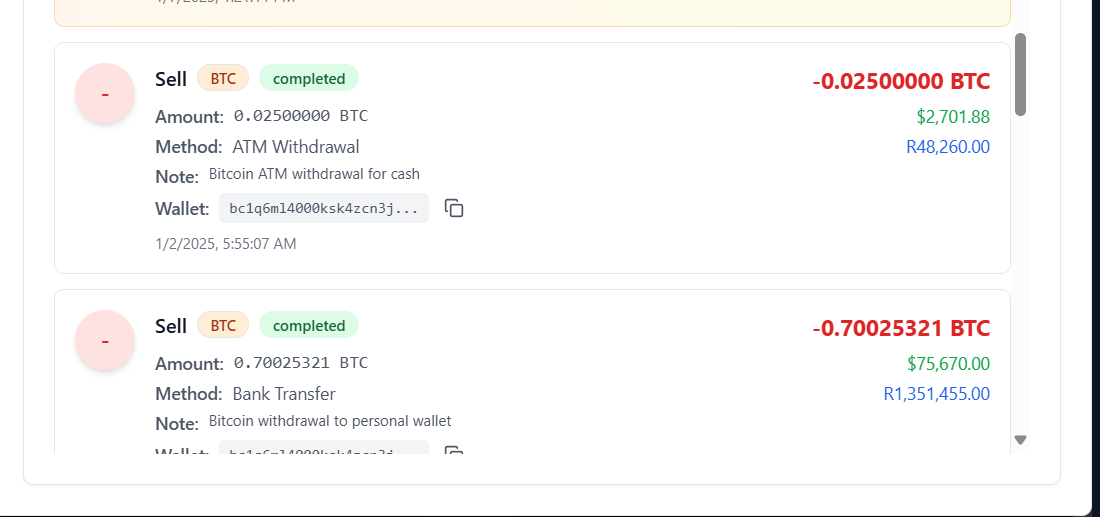 Sell BTC completed -0.02500000 BTC
-
Amount: 0.02500000 BTC $2,701.88
Method: ATM Withdrawal R48,260.00
Note: Bitcoin ATM withdrawal for cash
Wallet: bc1q6ml4000ksk4zcn3j...
1/2/2025, 5:55:07 AM
Sell BTC completed -0.70025321 BTC
-
Amount: 0.70025321 BTC $75,670.00
Method: Bank Transfer R1,351,455.00
Note: Bitcoin withdrawal to personal wallet
Wallet: bc1q6ml4000ksk4zcn3j...